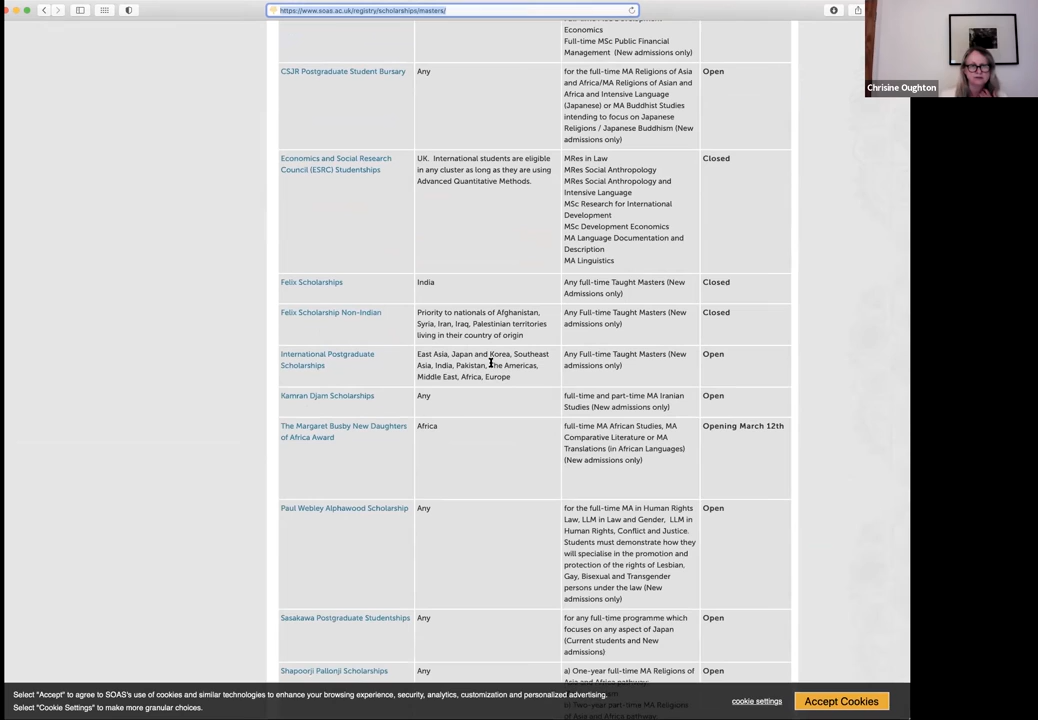 https://www.soas.ac.uk/registry/scholarships/masters/
Chrisine Oughton
Economics
Full-time MSc Public Financial
Management (New admissions only)
CSJR Postgraduate Student Bursary
Any
for the full-time MA Religions of Asia
and Africa/MA Religions of Asian and
Africa and Intensive Language
(Japanese) or MA Buddhist Studies
intending to focus on Japanese
Religions / Japanese Buddhism (New
admissions only)
Open
Economics and Social Research
Council (ESRC) Studentships
UK. International students are eligible
in any cluster as long as they are using
Advanced Quantitative Methods.
MRes in Law
MRes Social Anthropology
MRes Social Anthropology and
Intensive Language
MSc Research for International
Development
MSc Development Economics
MA Language Documentation and
Description
MA Linguistics
Closed
Felix Scholarships
India
Any full-time Taught Masters (New
Admissions only)
Closed
Felix Scholarship Non-Indian
Priority to nationals of Afghanistan,
Syria, Iran, Iraq, Palestinian territories
living in their country of origin
Any Full-time Taught Masters (New
admissions only)
Closed
International Postgraduate
Scholarships
East Asia, Japan and Korea, Southeast
Asia, India, Pakistan, The Americas,
Middle East, Africa, Europe
Any Full-time Taught Masters (New
admissions only)
Open
Kamran Djam Scholarships
Any
full-time and part-time MA Iranian
Studies (New admissions only)
Open
The Margaret Busby New Daughters
of Africa Award
Africa
full-time MA African Studies, MA
Comparative Literature or MA
Translations (in African Languages)
(New admissions only)
Opening March 12th
Paul Webley Alphawood Scholarship
Any
for the full-time MA in Human Rights
Law, LLM in Law and Gender, LLM in
Human Rights, Conflict and Justice.
Students must demonstrate how they
will specialise in the promotion and
protection of the rights of Lesbian,
Gay, Bisexual and Transgender
persons under the law (New
admissions only)
Open
Sasakawa Postgraduate Studentships
Any
for any full-time programme which
focuses on any aspect of Japan
(Current students and New
admissions)
Open
Shapoorji Pallonji Scholarships
Any
a) One-year full-time MA Religions of
Asia and Africa pathway
b) Two-year part-time MA Religions
of Asia and Africa pathway
Open
Select "Accept" to agree to SOAS's use of cookies and similar technologies to enhance your browsing experience, security, analytics, customization and personalized advertising.
Select "Cookie Settings" to make more granular choices.
cookie settings
Accept Cookies